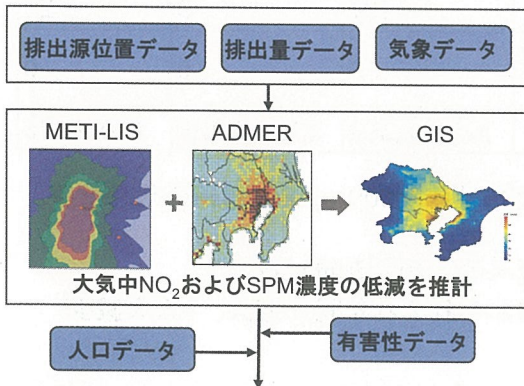 排出源位置データ 排出量データ 気象データ
METI-LIS ADMER GIS
大気中NO₂およびSPM濃度の低減を推計
人口データ 有害性データ